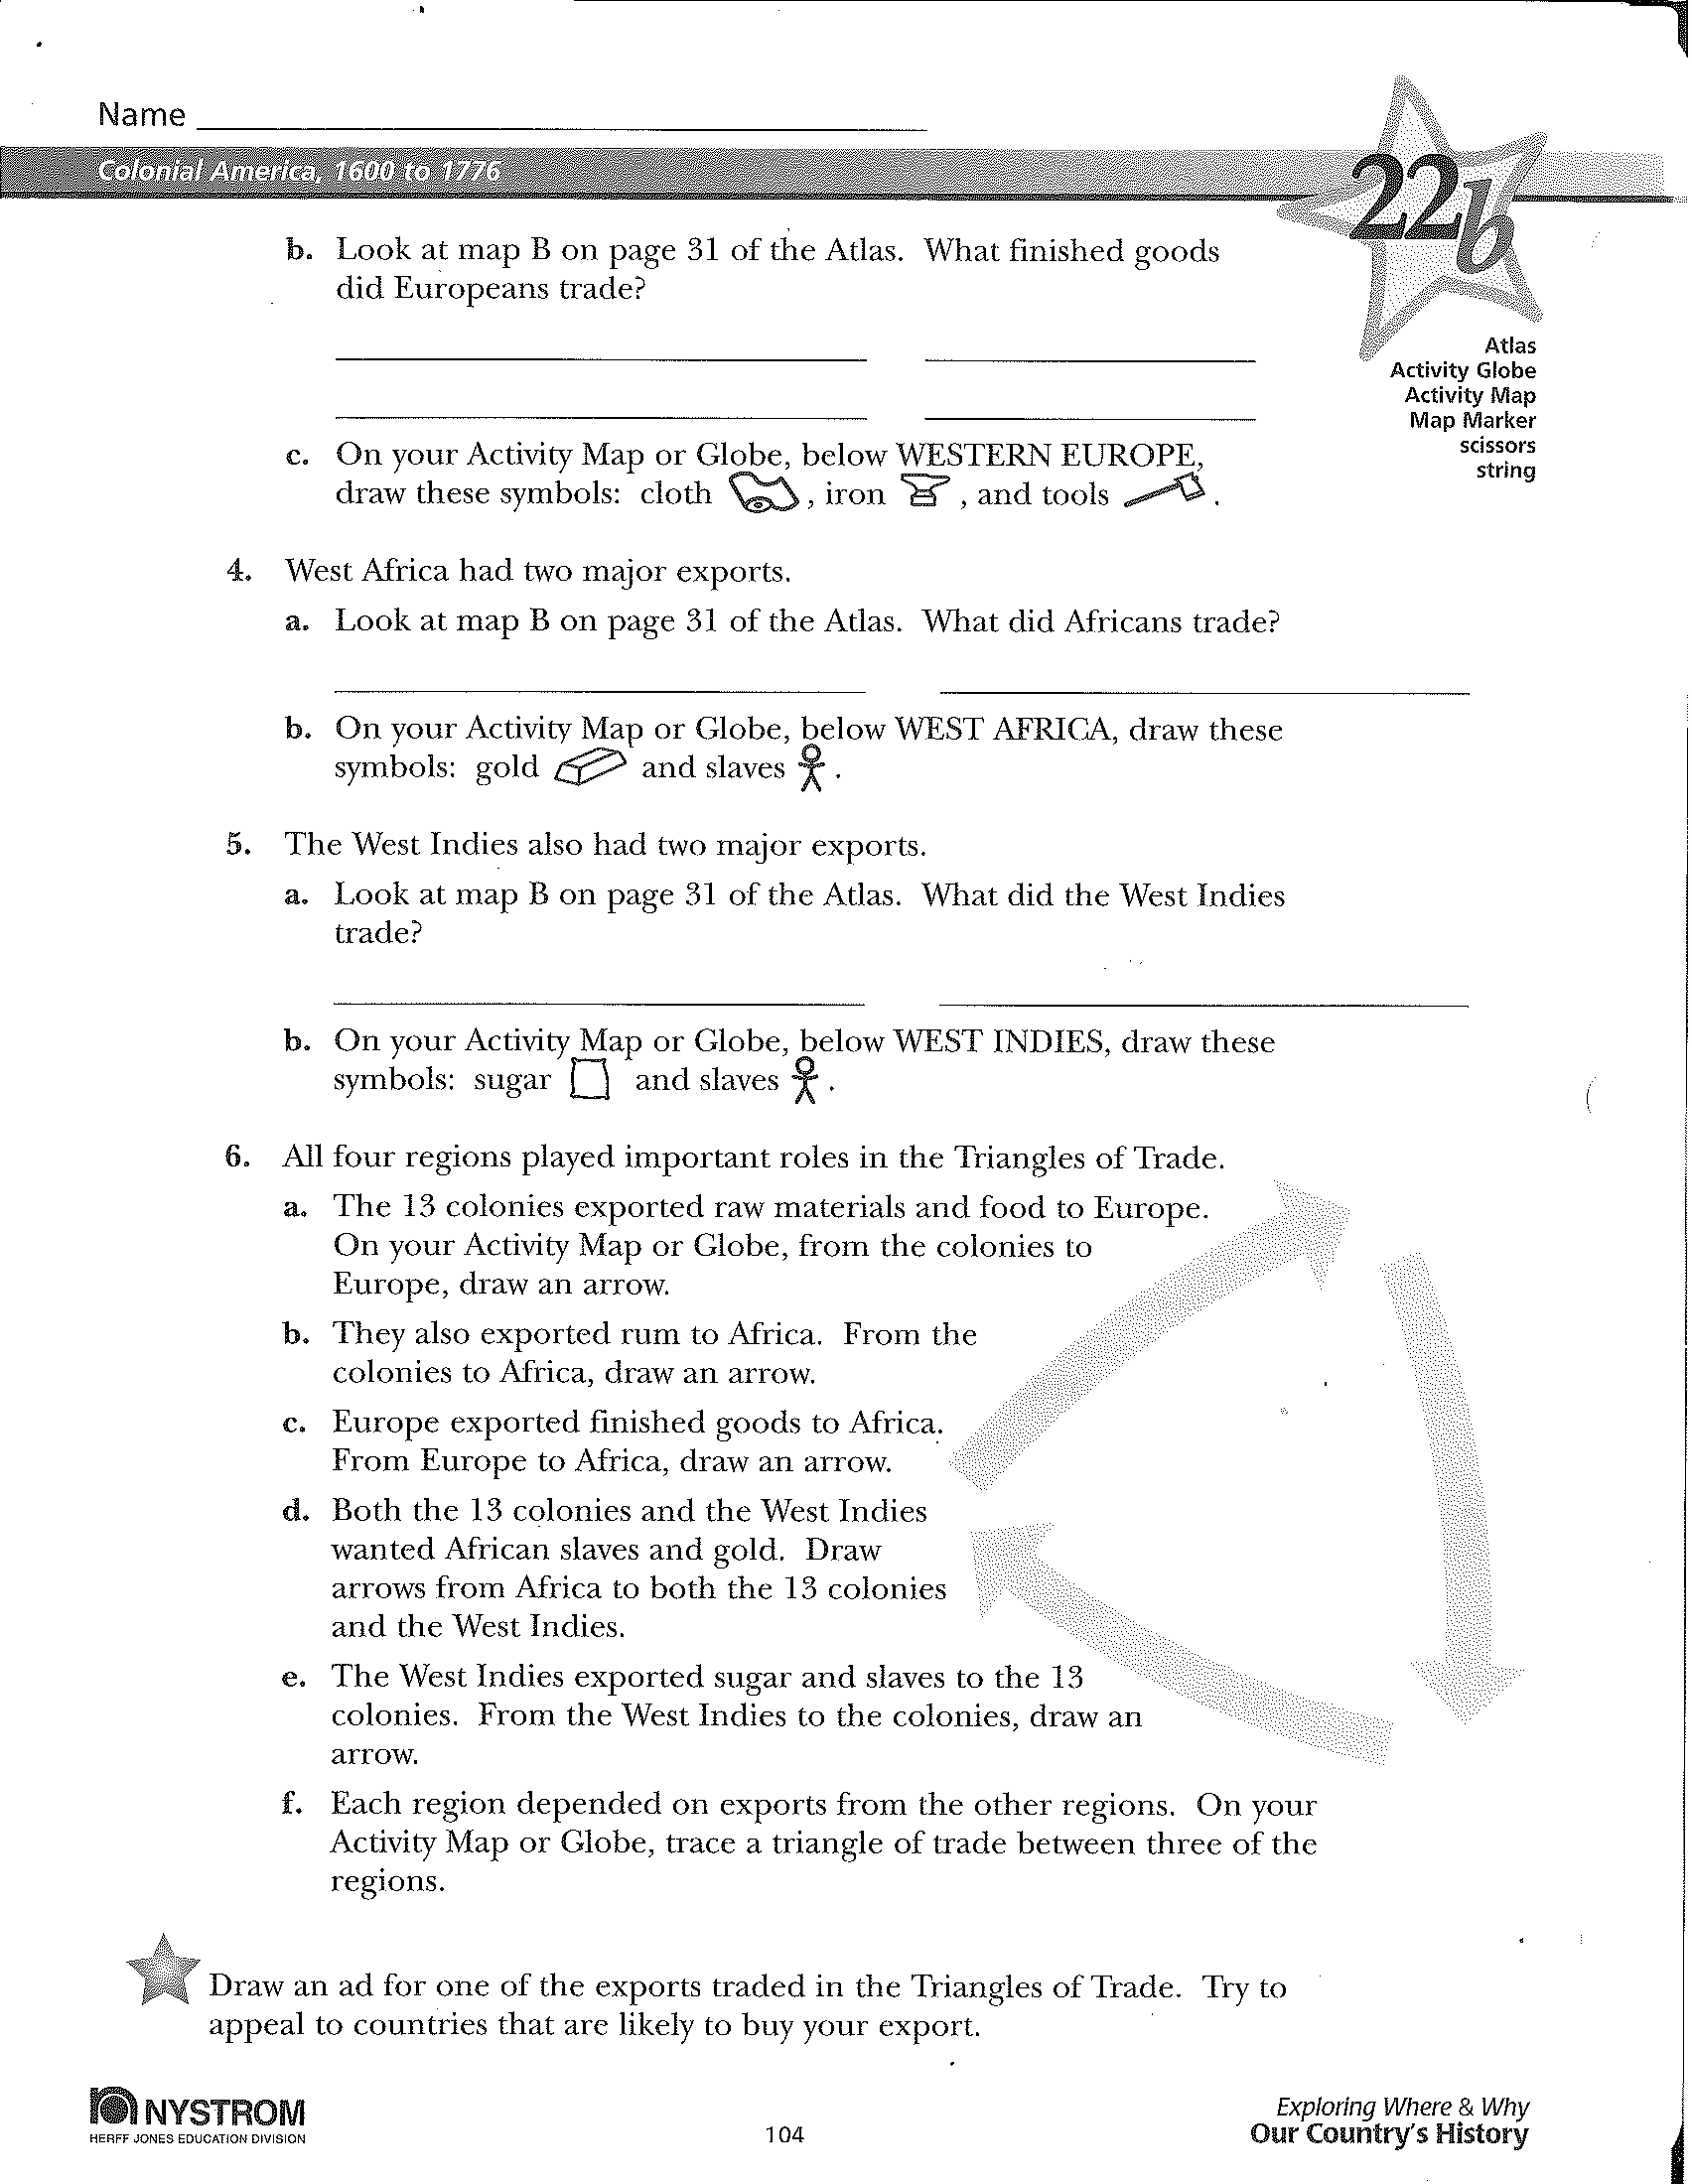 Name
Colonial America, 1600 to 1776
22b
b. Look at map B on page 31 of the Atlas. What finished goods
did Europeans trade?
Atlas
Activity Globe
Activity Map
Map Marker
scissors
string
c. On your Activity Map or Globe, below WESTERN EUROPE,
draw these symbols: cloth , iron , and tools .
4. West Africa had two major exports.
a. Look at map B on page 31 of the Atlas. What did Africans trade?
b. On your Activity Map or Globe, below WEST AFRICA, draw these
symbols: gold and slaves .
5. The West Indies also had two major exports.
a. Look at map B on page 31 of the Atlas. What did the West Indies
trade?
b. On your Activity Map or Globe, below WEST INDIES, draw these
symbols: sugar and slaves .
6. All four regions played important roles in the Triangles of Trade.
a. The 13 colonies exported raw materials and food to Europe.
On your Activity Map or Globe, from the colonies to
Europe, draw an arrow.
b. They also exported rum to Africa. From the
colonies to Africa, draw an arrow.
c. Europe exported finished goods to Africa.
From Europe to Africa, draw an arrow.
d. Both the 13 colonies and the West Indies
wanted African slaves and gold. Draw
arrows from Africa to both the 13 colonies
and the West Indies.
e. The West Indies exported sugar and slaves to the 13
colonies. From the West Indies to the colonies, draw an
arrow.
f. Each region depended on exports from the other regions. On your
Activity Map or Globe, trace a triangle of trade between three of the
regions.
Draw an ad for one of the exports traded in the Triangles of Trade. Try to
appeal to countries that are likely to buy your export.
NYSTROM
HERFF JONES EDUCATION DIVISION
104
Exploring Where & Why
Our Country's History